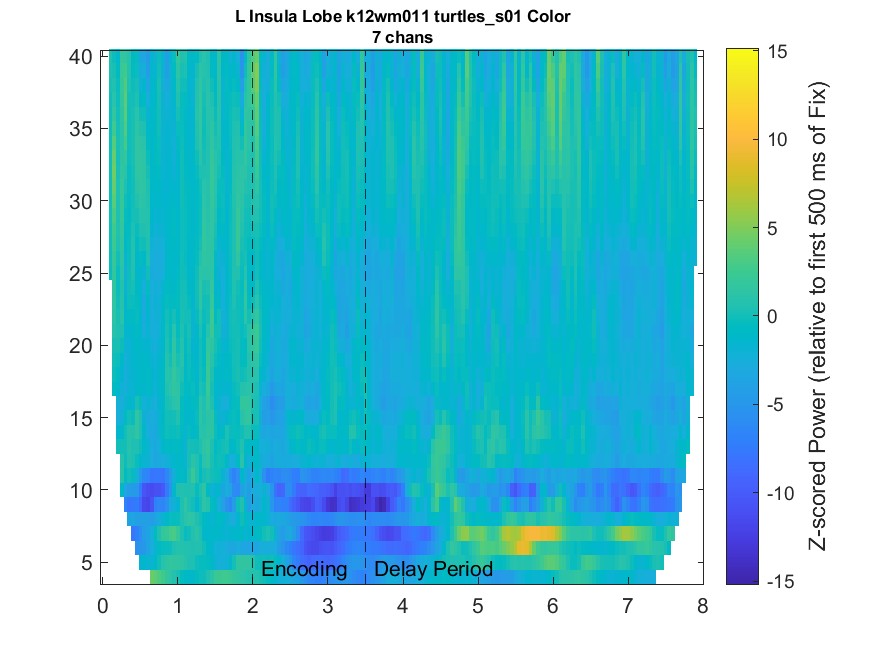 L Insula Lobe k12wm011 turtles_s01 Color
7 chans
40
35
30
25
20
15
10
5
Encoding
Delay Period
0 1 2 3 4 5 6 7 8
15
10
5
0
-5
-10
-15
Z-scored Power (relative to first 500 ms of Fix)